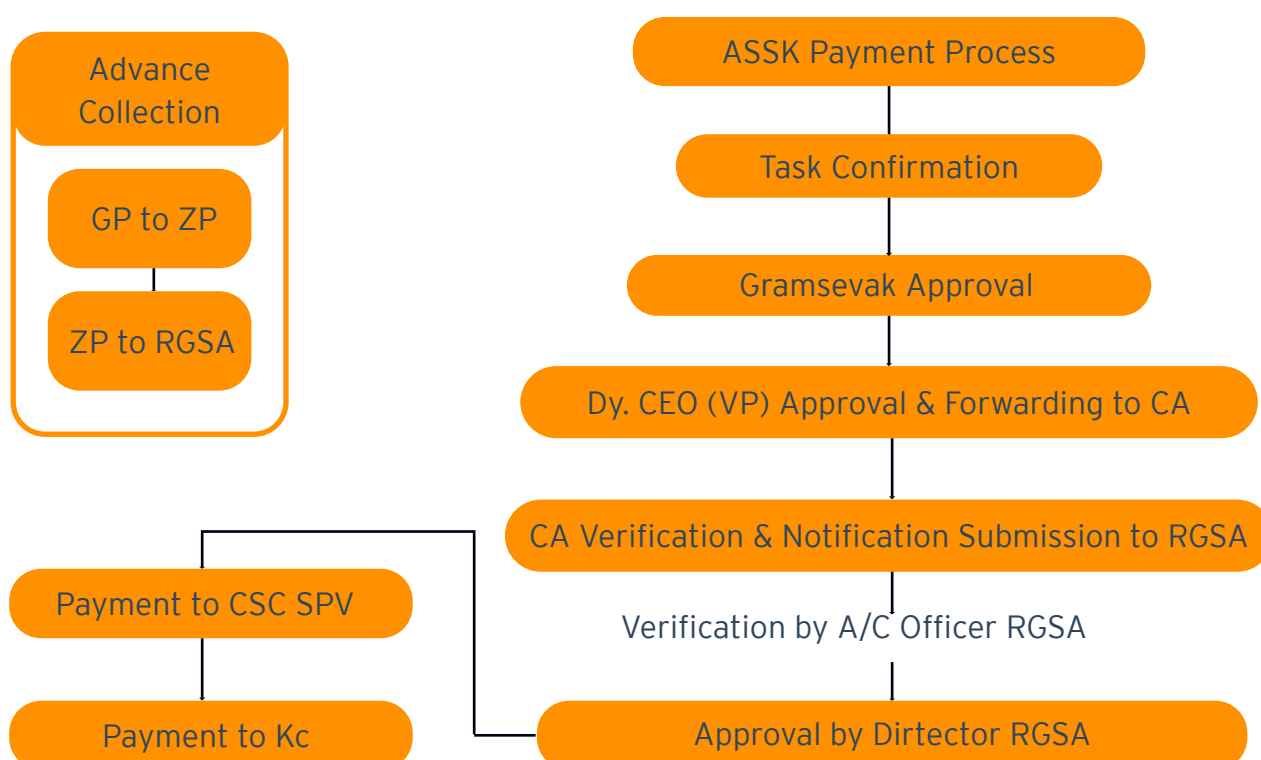 Advance
Collection
GP to ZP
ZP to RGSA
ASSK Payment Process
Task Confirmation
Gramsevak Approval
Dy. CEO (VP) Approval & Forwarding to CA
CA Verification & Notification Submission to RGSA
Verification by A/C Officer RGSA
Approval by Dirtector RGSA
Payment to CSC SPV
Payment to Kc